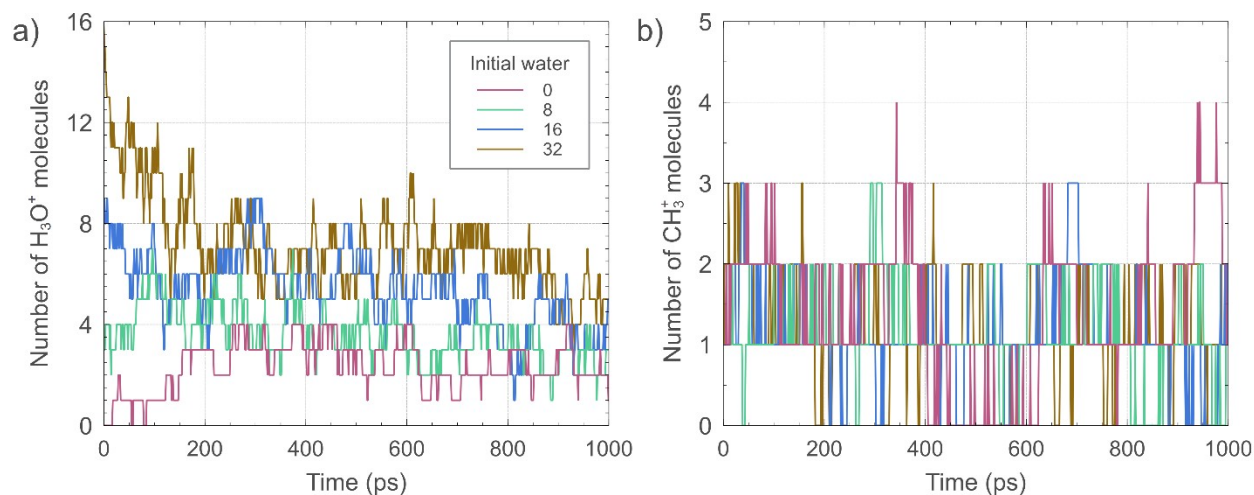 a)
Number of H₃O⁺ molecules
16
12
8
4
0
0 200 400 600 800 1000
Time (ps)
Initial water
0
8
16
32
b)
Number of CH₃⁺ molecules
5
4
3
2
1
0
0 200 400 600 800 1000
Time (ps)